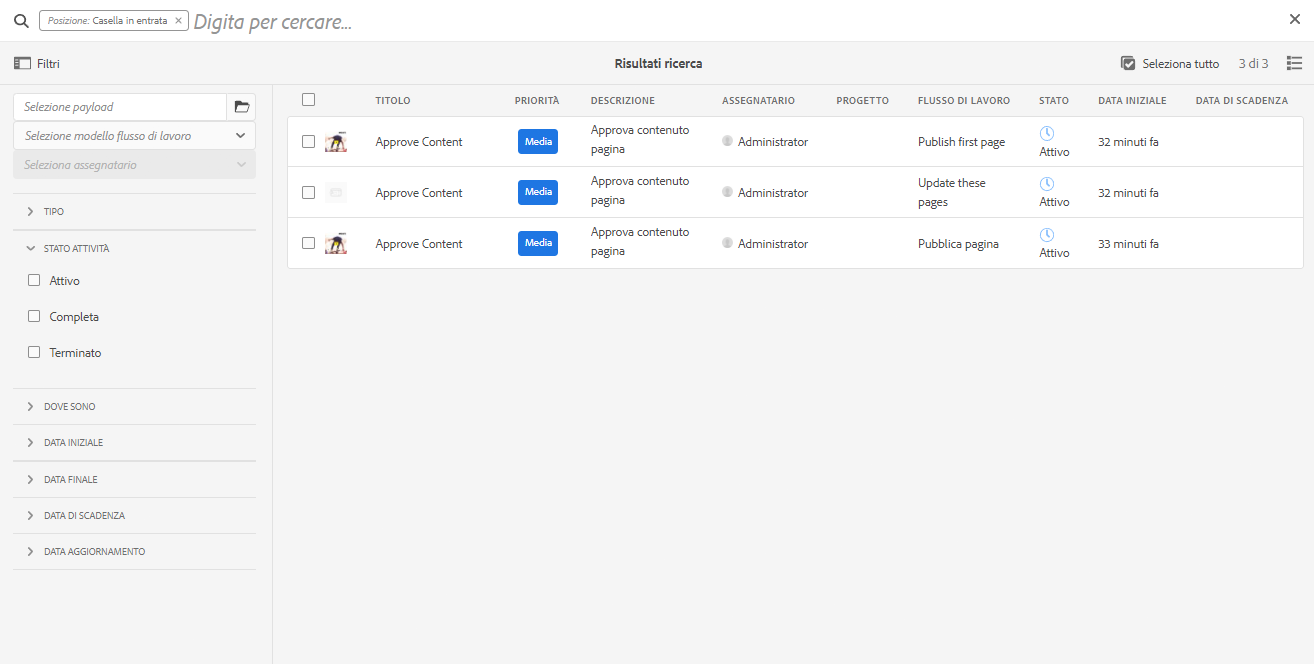 Posizione: Casella in entrata
Digita per cercare...
Filtri
Risultati ricerca
Seleziona tutto
3 di 3
Selezione payload
Selezione modello flusso di lavoro
Seleziona assegnatario
TIPO
STATO ATTIVITÀ
Attivo
Completa
Terminato
DOVE SONO
DATA INIZIALE
DATA FINALE
DATA DI SCADENZA
DATA AGGIORNAMENTO
TITOLO PRIORITÀ DESCRIZIONE ASSEGNATARIO PROGETTO FLUSSO DI LAVORO STATO DATA INIZIALE DATA DI SCADENZA
Approve Content Media Approva contenuto pagina Administrator Publish first page Attivo 32 minuti fa
Approve Content Media Approva contenuto pagina Administrator Update these pages Attivo 32 minuti fa
Approve Content Media Approva contenuto pagina Administrator Pubblica pagina Attivo 33 minuti fa